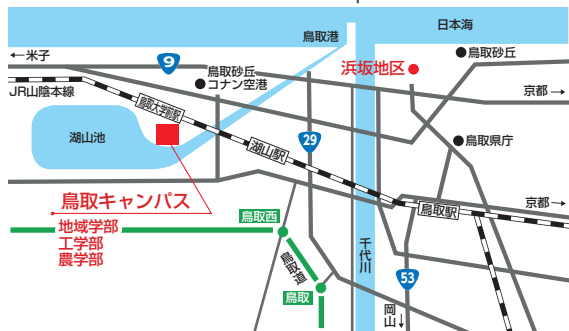 鳥取港
日本海
←米子
9
鳥取砂丘
コナン空港
浜坂地区
鳥取砂丘
JR山陰本線
鳥取大学前駅
京都→
湖山池
湖山駅
29
鳥取県庁
鳥取キャンパス
地域学部
工学部
農学部
鳥取西
鳥取駅
京都→
鳥取道
千代川
鳥取
53
岡山→